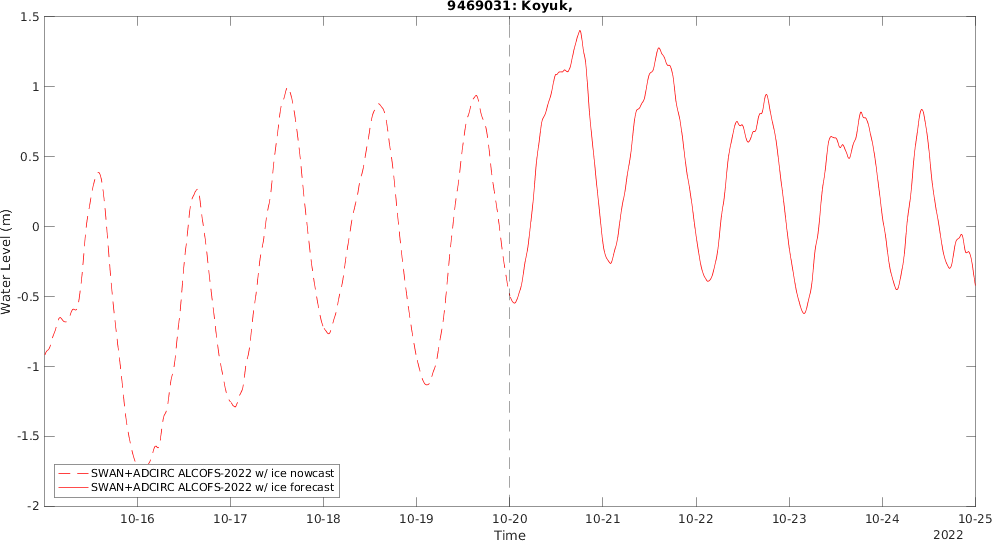 9469031: Koyuk,
1.5
1
0.5
0
-0.5
-1
-1.5
-2
Water Level (m)
SWAN+ADCIRC ALCOFS-2022 w/ ice nowcast
SWAN+ADCIRC ALCOFS-2022 w/ ice forecast
10-16 10-17 10-18 10-19 10-20 10-21 10-22 10-23 10-24 10-25
Time
2022